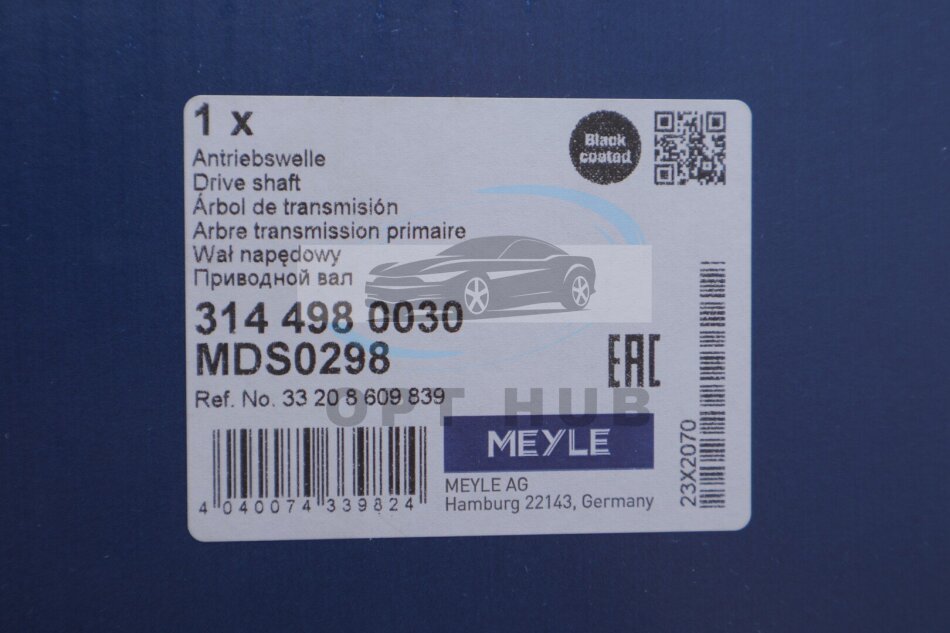 1 x
Antriebswelle
Drive shaft
Árbol de transmisión
Arbre transmission primaire
Wał napędowy
Приводной вал
314 498 0030
MDS0298
Ref. No. 33 20 8 609 839
Black
coated
EAC
OPT HUB
MEYLE
MEYLE AG
Hamburg 22143, Germany
4 040074 339824
23X2070